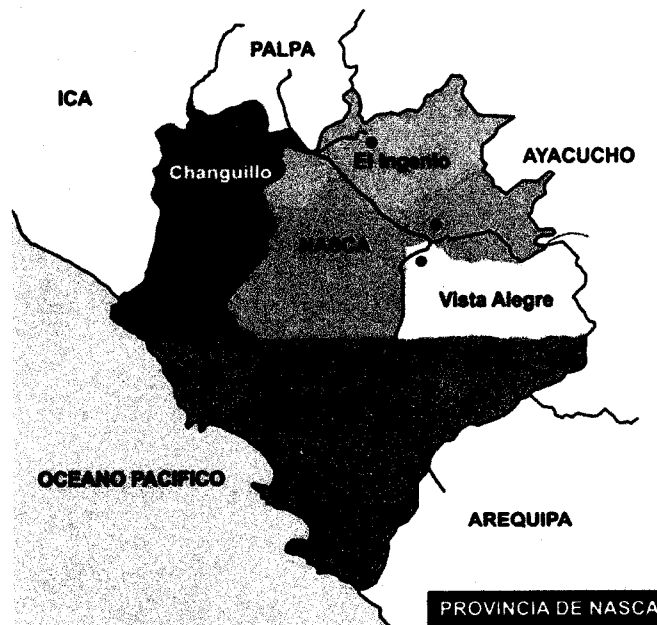 PALPA
ICA
Changuillo
El Ingenio
AYACUCHO
NASCA
Vista Alegre
OCEANO PACIFICO
AREQUIPA
PROVINCIA DE NASCA